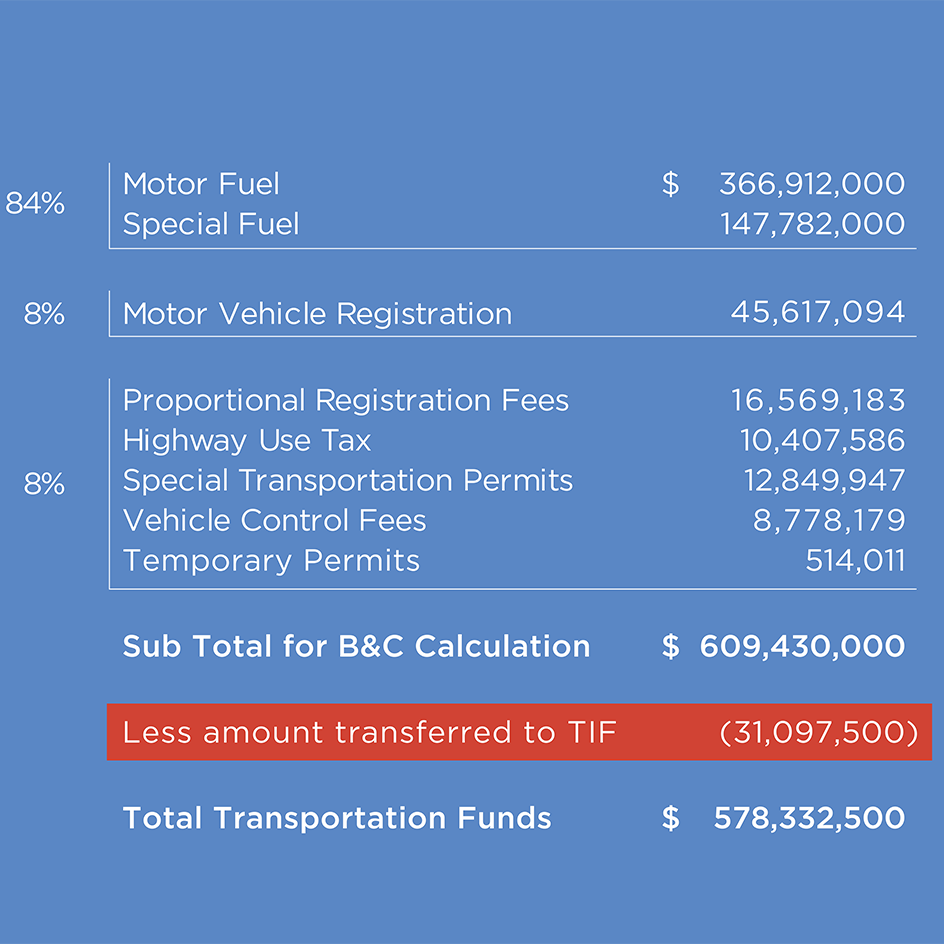 84%
Motor Fuel $ 366,912,000
Special Fuel 147,782,000
8% Motor Vehicle Registration 45,617,094
Proportional Registration Fees 16,569,183
Highway Use Tax 10,407,586
8% Special Transportation Permits 12,849,947
Vehicle Control Fees 8,778,179
Temporary Permits 514,011
Sub Total for B&C Calculation $ 609,430,000
Less amount transferred to TIF (31,097,500)
Total Transportation Funds $ 578,332,500